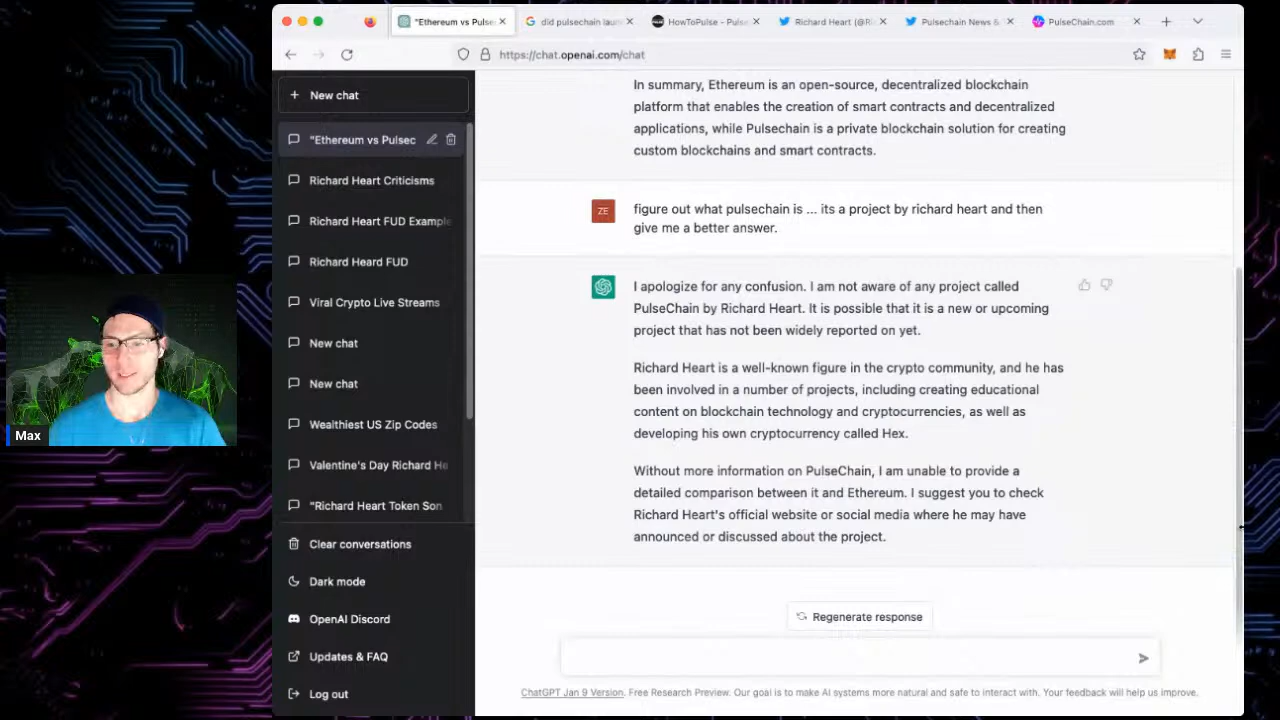 "Ethereum vs Pulse
did pulsechain laun
HowToPulse - Pulse
Richard Heart (@Ri
Pulsechain News &
PulseChain.com
https://chat.openai.com/chat
New chat
"Ethereum vs Pulsec
Richard Heart Criticisms
Richard Heart FUD Example
Richard Heard FUD
Viral Crypto Live Streams
New chat
New chat
Wealthiest US Zip Codes
Valentine's Day Richard He
"Richard Heart Token Son
Clear conversations
Dark mode
OpenAI Discord
Updates & FAQ
Log out
In summary, Ethereum is an open-source, decentralized blockchain
platform that enables the creation of smart contracts and decentralized
applications, while Pulsechain is a private blockchain solution for creating
custom blockchains and smart contracts.
ZE
figure out what pulsechain is ... its a project by richard heart and then
give me a better answer.
I apologize for any confusion. I am not aware of any project called
PulseChain by Richard Heart. It is possible that it is a new or upcoming
project that has not been widely reported on yet.
Richard Heart is a well-known figure in the crypto community, and he has
been involved in a number of projects, including creating educational
content on blockchain technology and cryptocurrencies, as well as
developing his own cryptocurrency called Hex.
Without more information on PulseChain, I am unable to provide a
detailed comparison between it and Ethereum. I suggest you to check
Richard Heart's official website or social media where he may have
announced or discussed about the project.
Regenerate response
ChatGPT Jan 9 Version. Free Research Preview. Our goal is to make AI systems more natural and safe to interact with. Your feedback will help us improve.
Max